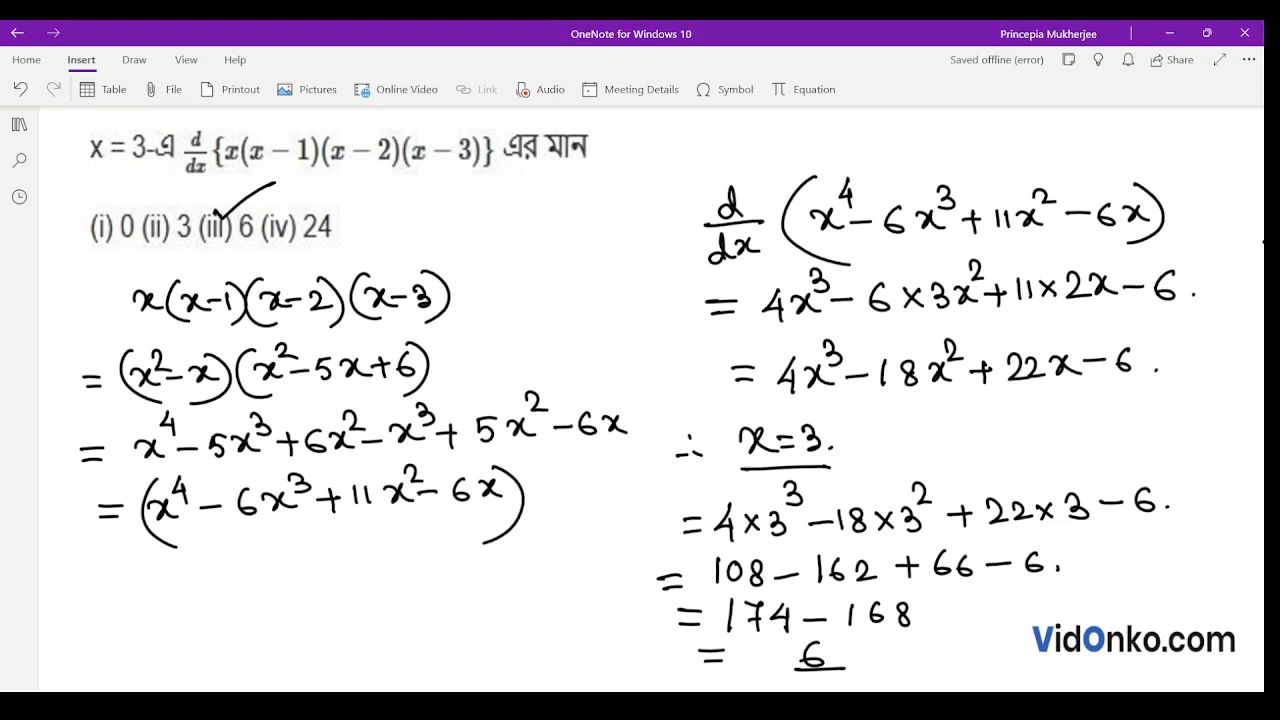 OneNote for Windows 10
Princepia Mukherjee
Home Insert Draw View Help
Saved offline (error) Share
Table File Printout Pictures Online Video Link Audio Meeting Details Symbol Equation
x = 3-এ d/dx {x(x − 1)(x − 2)(x − 3)} এর মান
(i) 0 (ii) 3 (iii) 6 (iv) 24
x(x-1)(x-2)(x-3)
= (x²-x)(x²-5x+6)
= x⁴-5x³+6x²-x³+5x²-6x
= (x⁴-6x³+11x²-6x)
d/dx (x⁴-6x³+11x²-6x)
= 4x³-6×3x²+11×2x-6.
= 4x³-18x²+22x-6.
∴ x=3.
= 4×3³-18×3²+22×3-6.
= 108-162+66-6.
= 174-168
= 6
VidOnko.com